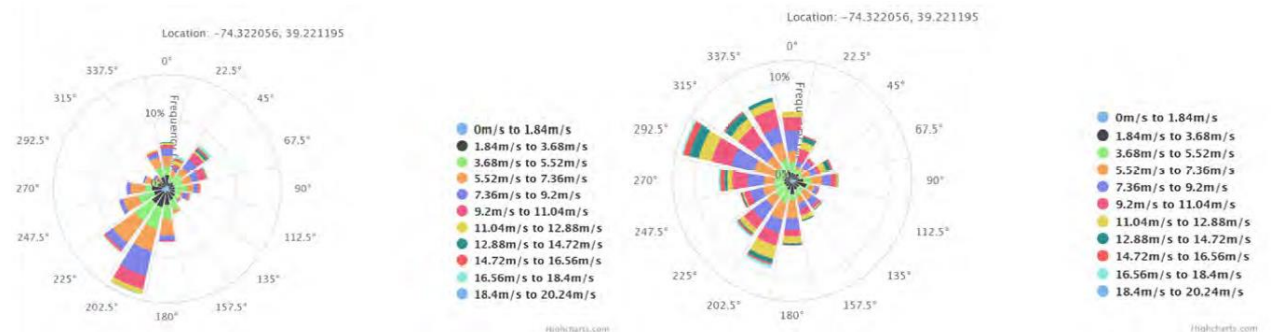 Location: -74.322056, 39.221195
0°
22.5°
45°
67.5°
90°
112.5°
135°
157.5°
180°
202.5°
225°
247.5°
270°
292.5°
315°
337.5°
10%
0%
0m/s to 1.84m/s
1.84m/s to 3.68m/s
3.68m/s to 5.52m/s
5.52m/s to 7.36m/s
7.36m/s to 9.2m/s
9.2m/s to 11.04m/s
11.04m/s to 12.88m/s
12.88m/s to 14.72m/s
14.72m/s to 16.56m/s
16.56m/s to 18.4m/s
18.4m/s to 20.24m/s
Highcharts.com
Location: -74.322056, 39.221195
0°
22.5°
45°
67.5°
90°
112.5°
135°
157.5°
180°
202.5°
225°
247.5°
270°
292.5°
315°
337.5°
10%
0%
0m/s to 1.84m/s
1.84m/s to 3.68m/s
3.68m/s to 5.52m/s
5.52m/s to 7.36m/s
7.36m/s to 9.2m/s
9.2m/s to 11.04m/s
11.04m/s to 12.88m/s
12.88m/s to 14.72m/s
14.72m/s to 16.56m/s
16.56m/s to 18.4m/s
18.4m/s to 20.24m/s
Highcharts.com